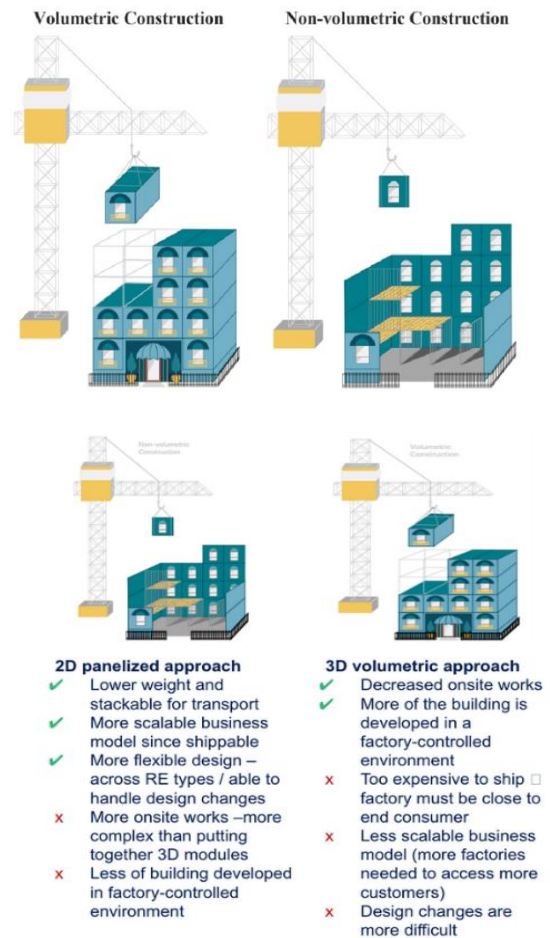 Volumetric Construction
Non-volumetric Construction
Non-volumetric
Construction
Volumetric
Construction
2D panelized approach
✔ Lower weight and
stackable for transport
✔ More scalable business
model since shippable
✔ More flexible design –
across RE types / able to
handle design changes
x More onsite works –more
complex than putting
together 3D modules
x Less of building developed
in factory-controlled
environment
3D volumetric approach
✔ Decreased onsite works
✔ More of the building is
developed in a
factory-controlled
environment
x Too expensive to ship □
factory must be close to
end consumer
x Less scalable business
model (more factories
needed to access more
customers)
x Design changes are
more difficult